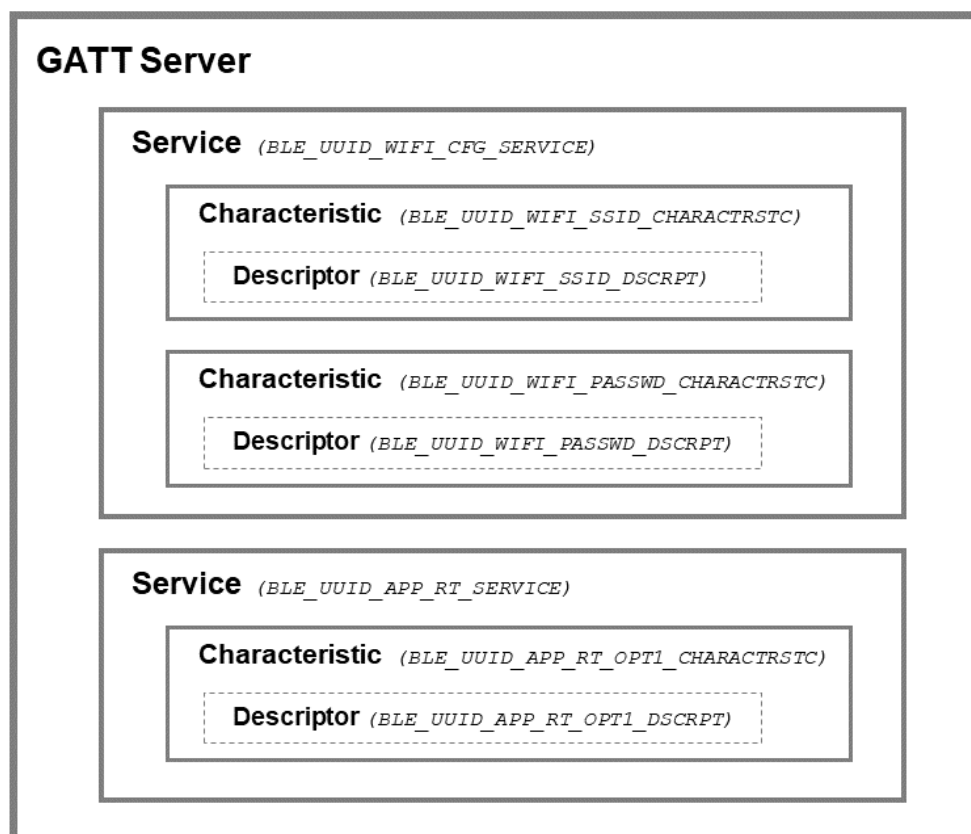 GATT Server
Service (BLE_UUID_WIFI_CFG_SERVICE)
Characteristic (BLE_UUID_WIFI_SSID_CHARACTRSTC)
Descriptor (BLE_UUID_WIFI_SSID_DSCRPT)
Characteristic (BLE_UUID_WIFI_PASSWD_CHARACTRSTC)
Descriptor (BLE_UUID_WIFI_PASSWD_DSCRPT)
Service (BLE_UUID_APP_RT_SERVICE)
Characteristic (BLE_UUID_APP_RT_OPT1_CHARACTRSTC)
Descriptor (BLE_UUID_APP_RT_OPT1_DSCRPT)